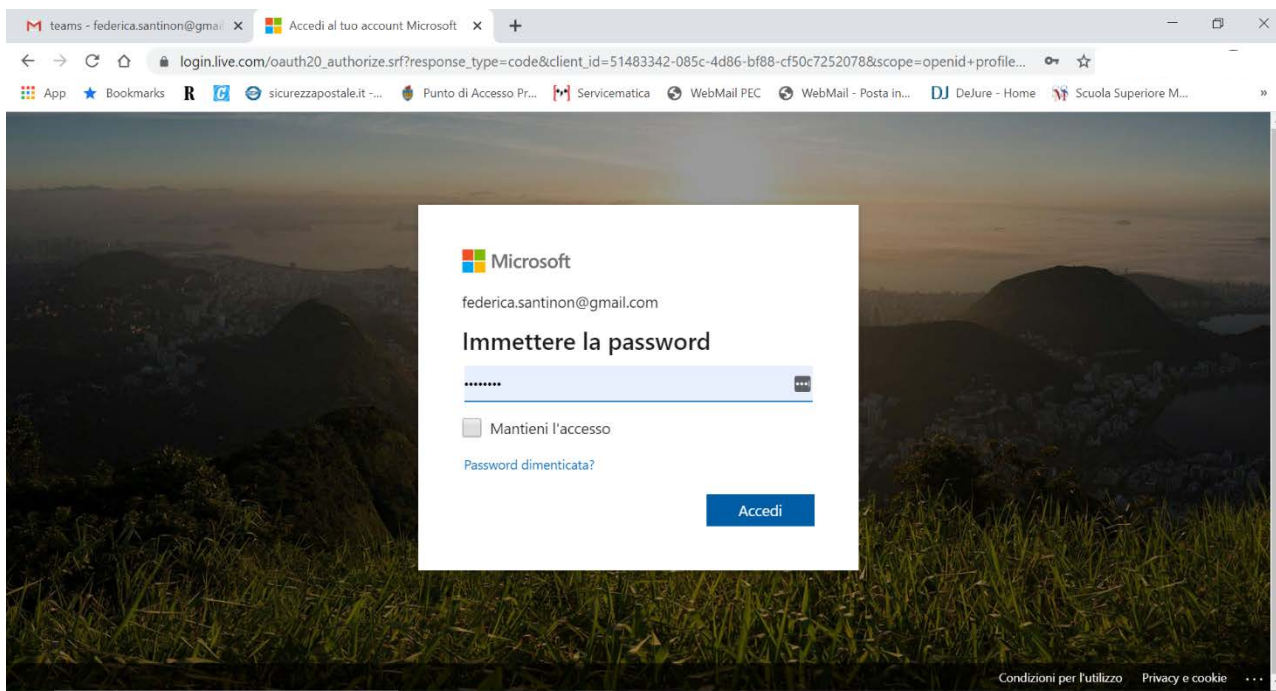 teams - federica.santinon@gmai
Accedi al tuo account Microsoft
login.live.com/oauth20_authorize.srf?response_type=code&client_id=51483342-085c-4d86-bf88-cf50c7252078&scope=openid+profile...
App Bookmarks R G sicurezzapostale.it -... Punto di Accesso Pr... Servicematica WebMail PEC WebMail - Posta in... DJ DeJure - Home Scuola Superiore M... »
Microsoft
federica.santinon@gmail.com
Immettere la password
••••••••
Mantieni l'accesso
Password dimenticata?
Accedi
Condizioni per l'utilizzo Privacy e cookie ...